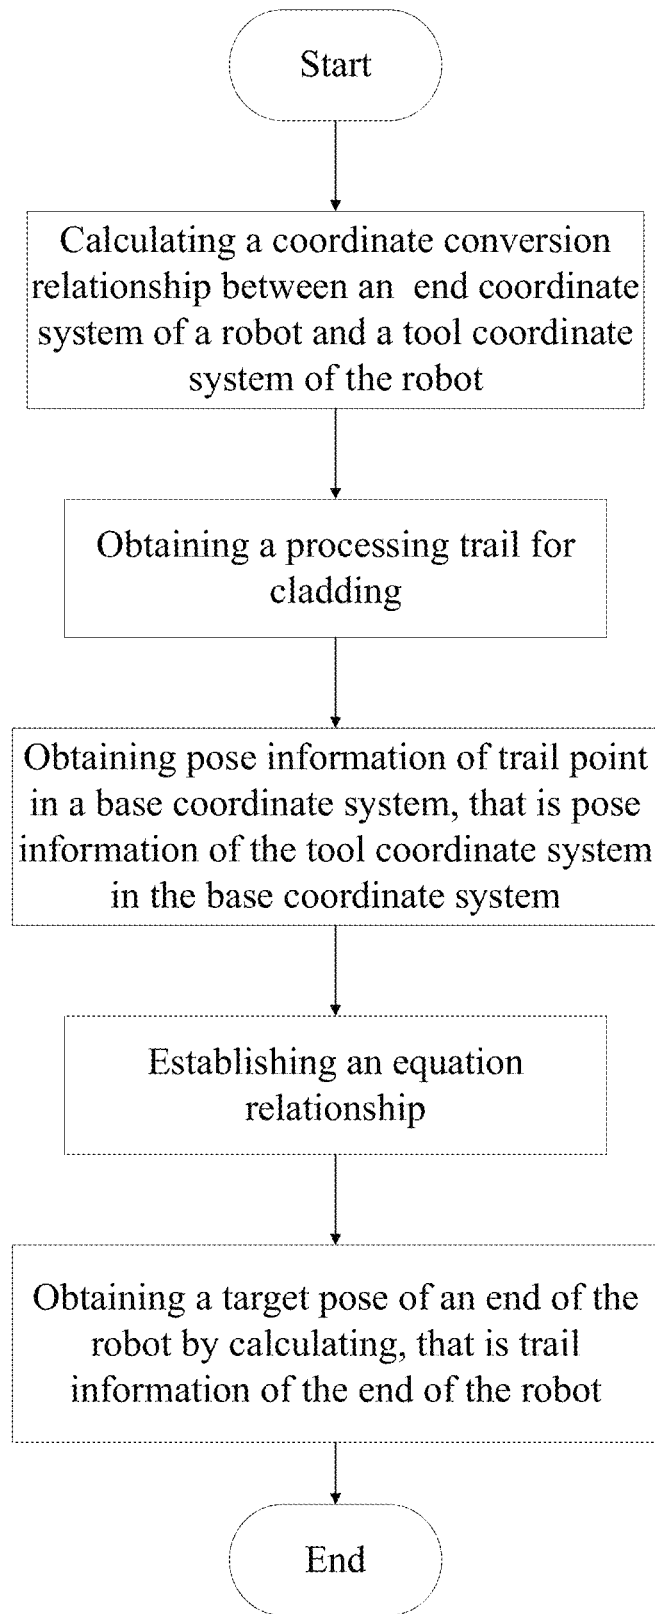 Start
Calculating a coordinate conversion
relationship between an end coordinate
system of a robot and a tool coordinate
system of the robot
Obtaining a processing trail for
cladding
Obtaining pose information of trail point
in a base coordinate system, that is pose
information of the tool coordinate system
in the base coordinate system
Establishing an equation
relationship
Obtaining a target pose of an end of the
robot by calculating, that is trail
information of the end of the robot
End